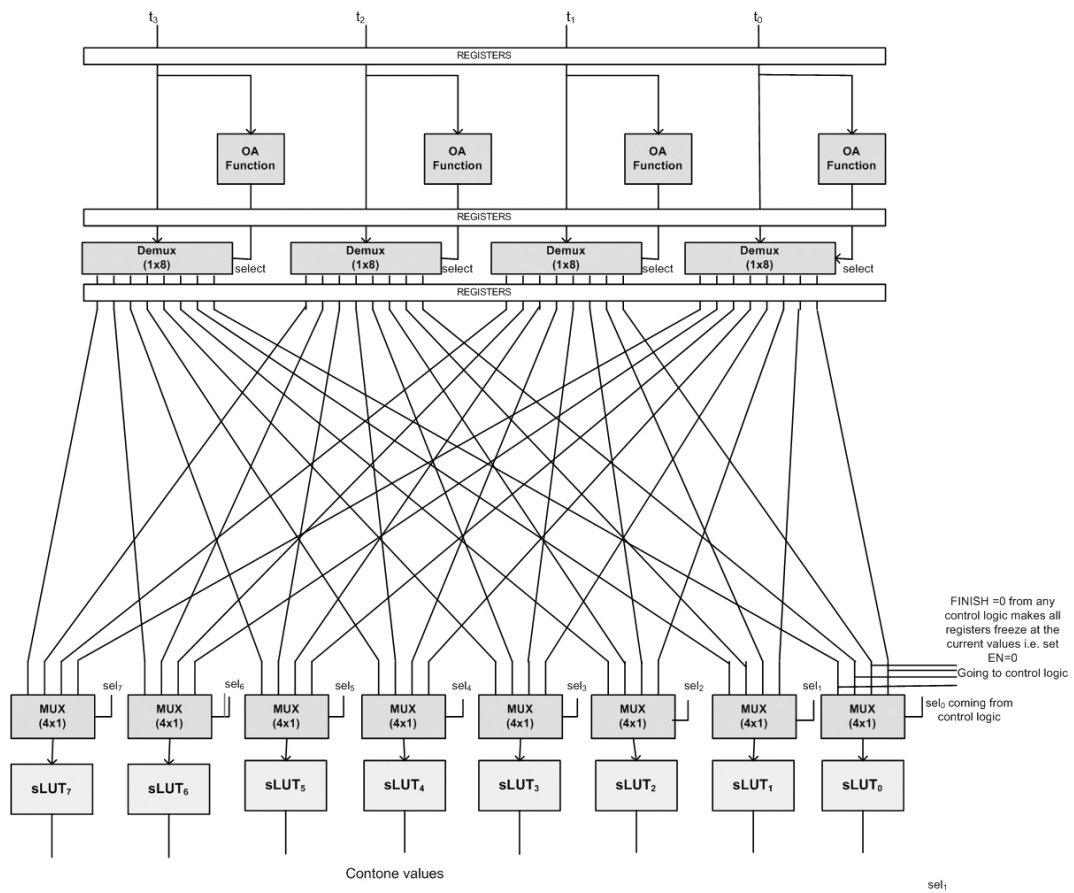 t3 t2 t1 t0
REGISTERS
OA
Function
OA
Function
OA
Function
OA
Function
REGISTERS
Demux
(1x8)
select
Demux
(1x8)
select
Demux
(1x8)
select
Demux
(1x8)
select
REGISTERS
FINISH =0 from any
control logic makes all
registers freeze at the
current values i.e. set
EN=0
Going to control logic
MUX
(4x1)
sel7
MUX
(4x1)
sel6
MUX
(4x1)
sel5
MUX
(4x1)
sel4
MUX
(4x1)
sel3
MUX
(4x1)
sel2
MUX
(4x1)
sel1
MUX
(4x1)
sel0 coming from
control logic
sLUT7 sLUT6 sLUT5 sLUT4 sLUT3 sLUT2 sLUT1 sLUT0
Contone values
sel1